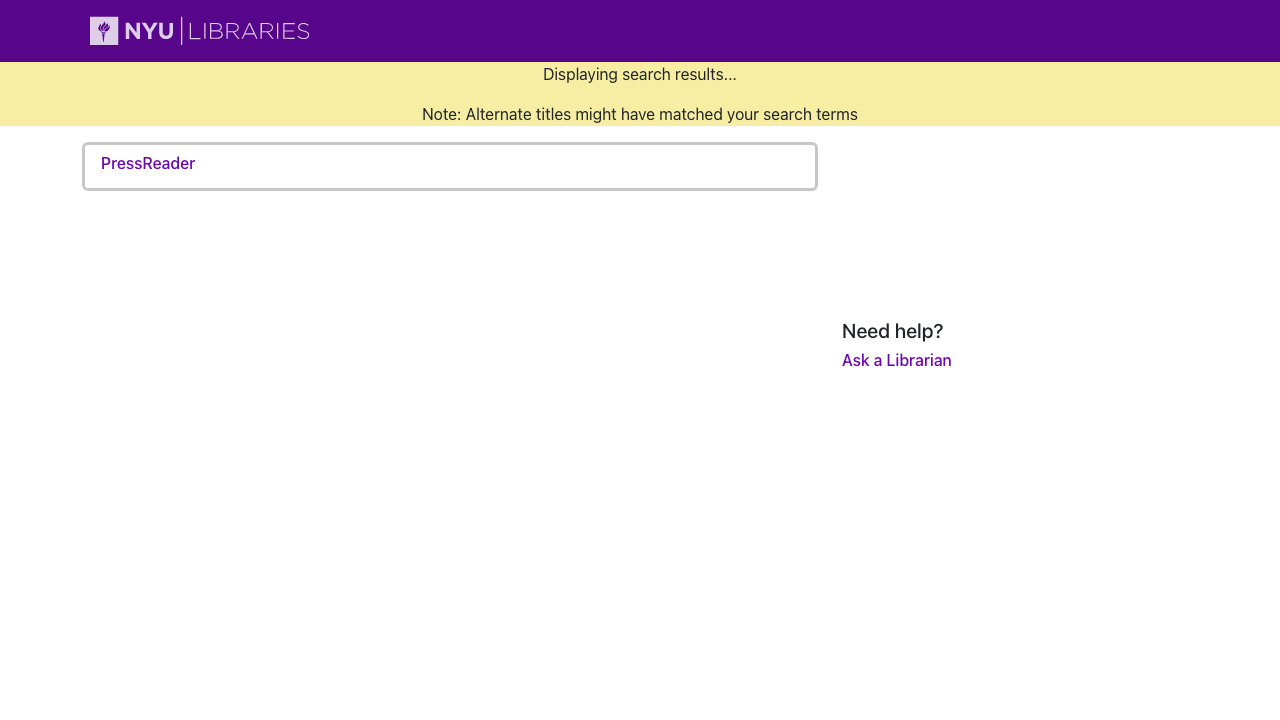 NYU LIBRARIES
Displaying search results...
Note: Alternate titles might have matched your search terms
PressReader
Need help?
Ask a Librarian